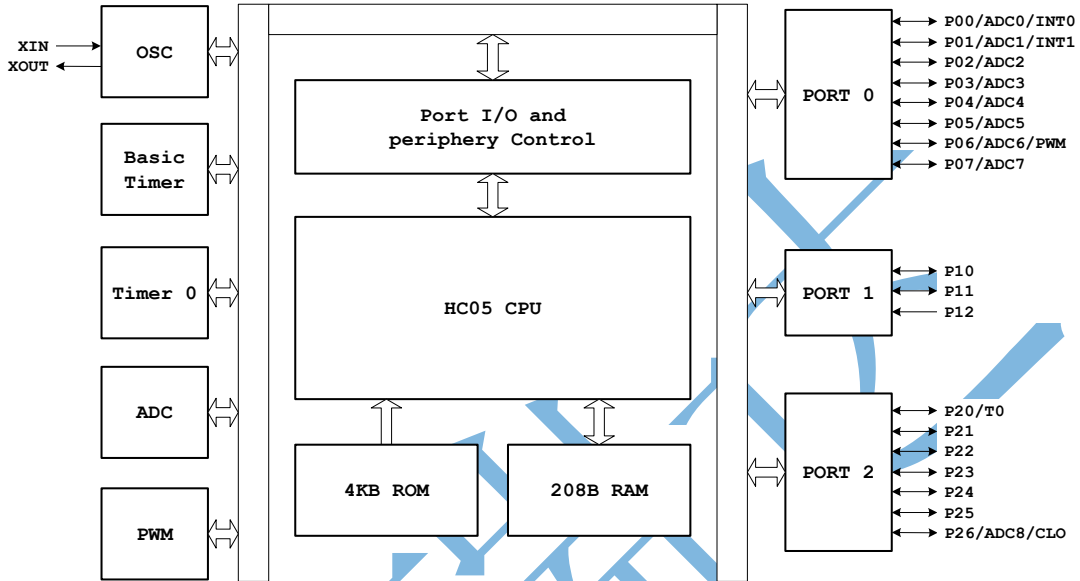 XIN
XOUT
OSC
Basic
Timer
Timer 0
ADC
PWM
Port I/O and
periphery Control
HC05 CPU
4KB ROM
208B RAM
PORT 0
P00/ADC0/INT0
P01/ADC1/INT1
P02/ADC2
P03/ADC3
P04/ADC4
P05/ADC5
P06/ADC6/PWM
P07/ADC7
PORT 1
P10
P11
P12
PORT 2
P20/T0
P21
P22
P23
P24
P25
P26/ADC8/CLO